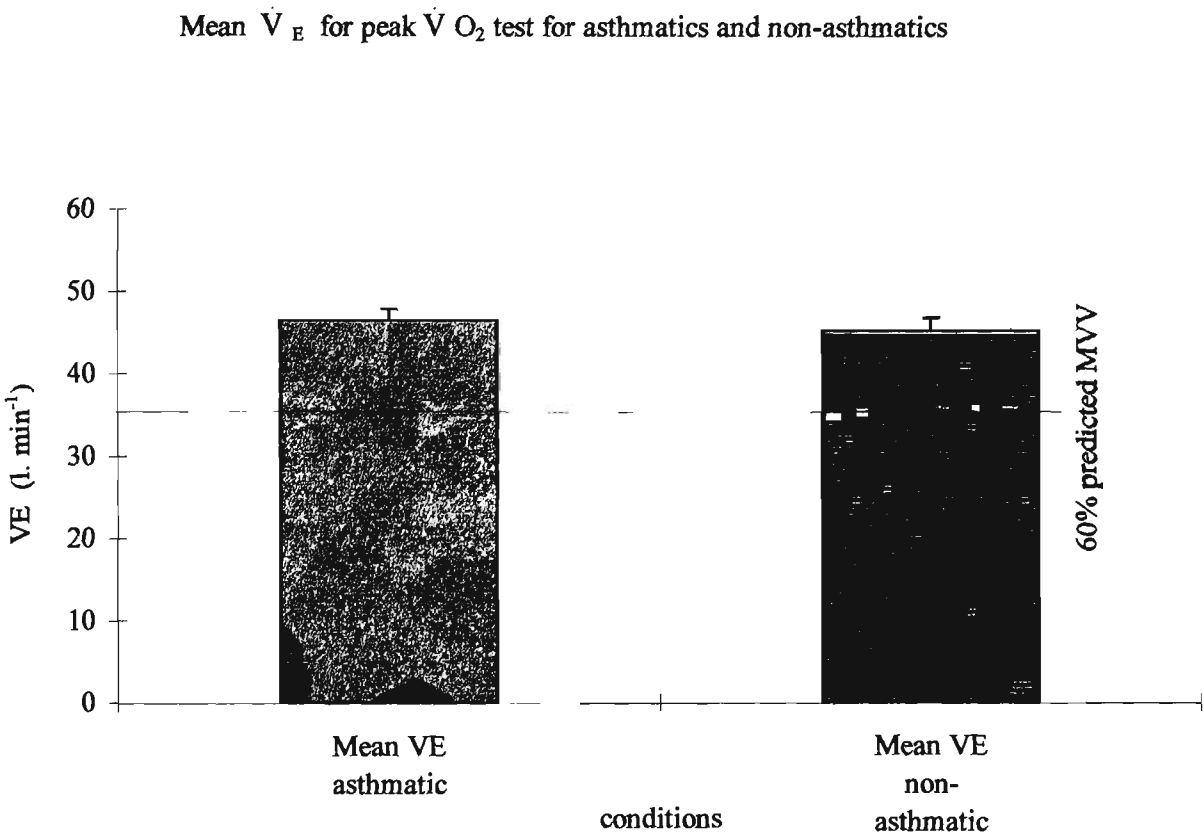 Mean V̇ E for peak V̇ O₂ test for asthmatics and non-asthmatics
60
50
40
30
20
10
0
VE (l. min⁻¹)
60% predicted MVV
Mean VE
asthmatic
Mean VE
non-
asthmatic
conditions